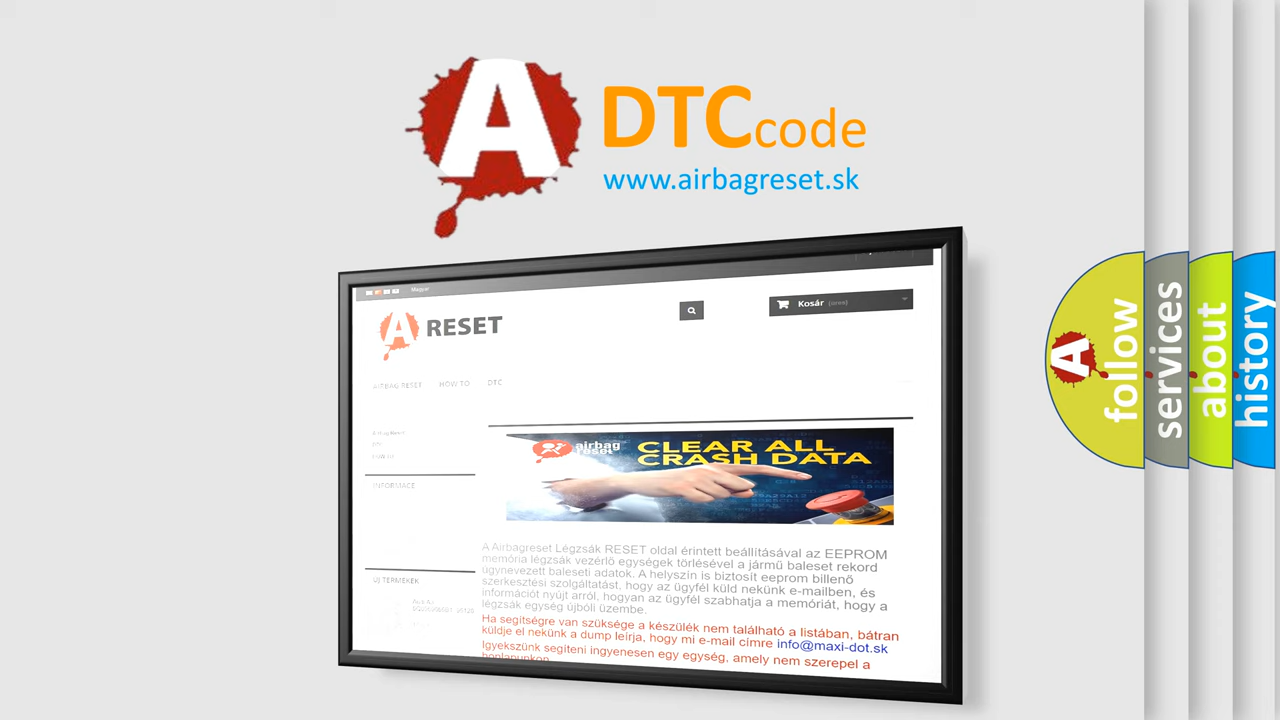 A DTCcode
www.airbagreset.sk
Magyar
A RESET
Kosár (üres)
AIRBAG RESET HOW TO DTC
INFORMACE
ÚJ TERMÉKEK
airbag
reset
CLEAR ALL
CRASH DATA
A Airbagreset Légzsák RESET oldal érintett beállításával az EEPROM
memória légzsák vezérlő egységek törlésével a jármű baleset rekord
úgynevezett baleseti adatok. A helyszín is biztosít eeprom billenő
szerkesztési szolgáltatást, hogy az ügyfél küld nekünk e-mailben, és
információt nyújt arról, hogyan az ügyfél szabhatja a memóriát, hogy a
légzsák egység újbóli üzembe.
Ha segítségre van szüksége a készülék nem található a listában, bátran
küldje el nekünk a dump leírja, hogy mi e-mail címre info@maxi-dot.sk
Igyekszünk segíteni ingyenesen egy egység, amely nem szerepel a
honlapunkon
A follow
services
about
history